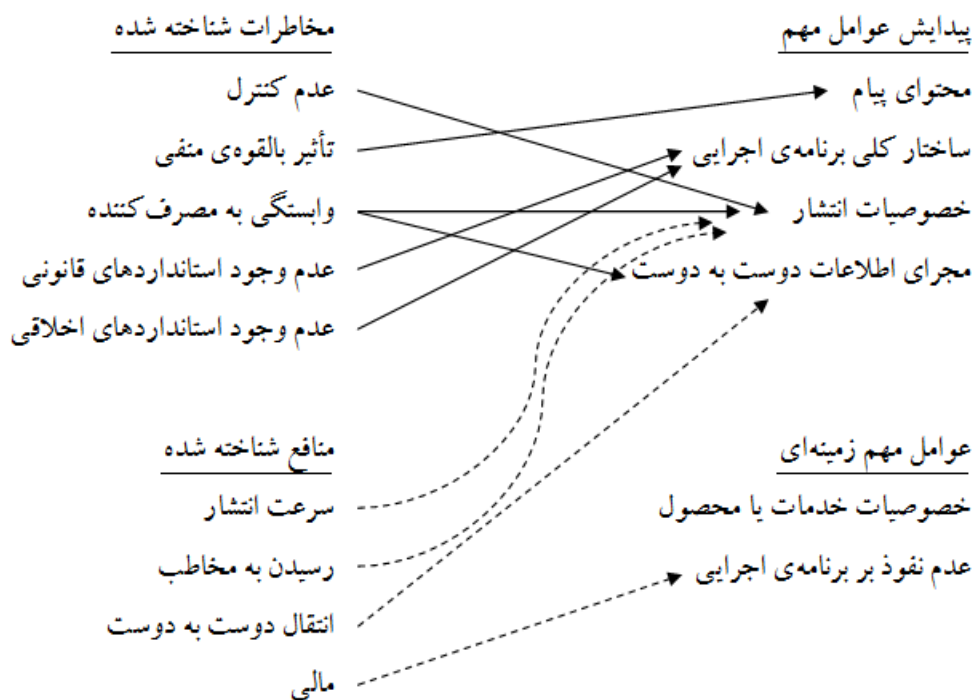 پیدایش عوامل مهم
محتوای پیام
ساختار کلی برنامه‌ی اجرایی
خصوصیات انتشار
مجرای اطلاعات دوست به دوست
مخاطرات شناخته شده
عدم کنترل
تأثیر بالقوه‌ی منفی
وابستگی به مصرف‌کننده
عدم وجود استانداردهای قانونی
عدم وجود استانداردهای اخلاقی
عوامل مهم زمینه‌ای
خصوصیات خدمات یا محصول
عدم نفوذ بر برنامه‌ی اجرایی
منافع شناخته شده
سرعت انتشار
رسیدن به مخاطب
انتقال دوست به دوست
مالی